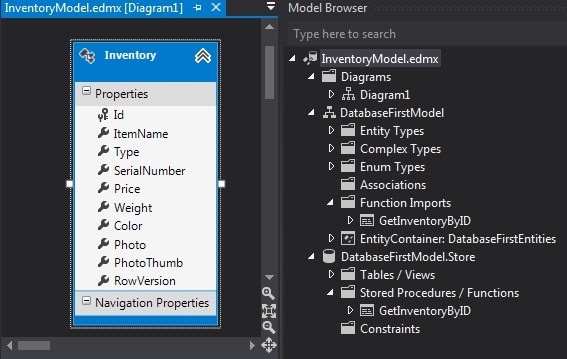 InventoryModel.edmx [Diagram1]
Inventory
Properties
Id
ItemName
Type
SerialNumber
Price
Weight
Color
Photo
PhotoThumb
RowVersion
Navigation Properties
Model Browser
Type here to search
InventoryModel.edmx
Diagrams
Diagram1
DatabaseFirstModel
Entity Types
Complex Types
Enum Types
Associations
Function Imports
GetInventoryByID
EntityContainer: DatabaseFirstEntities
DatabaseFirstModel.Store
Tables / Views
Stored Procedures / Functions
GetInventoryByID
Constraints